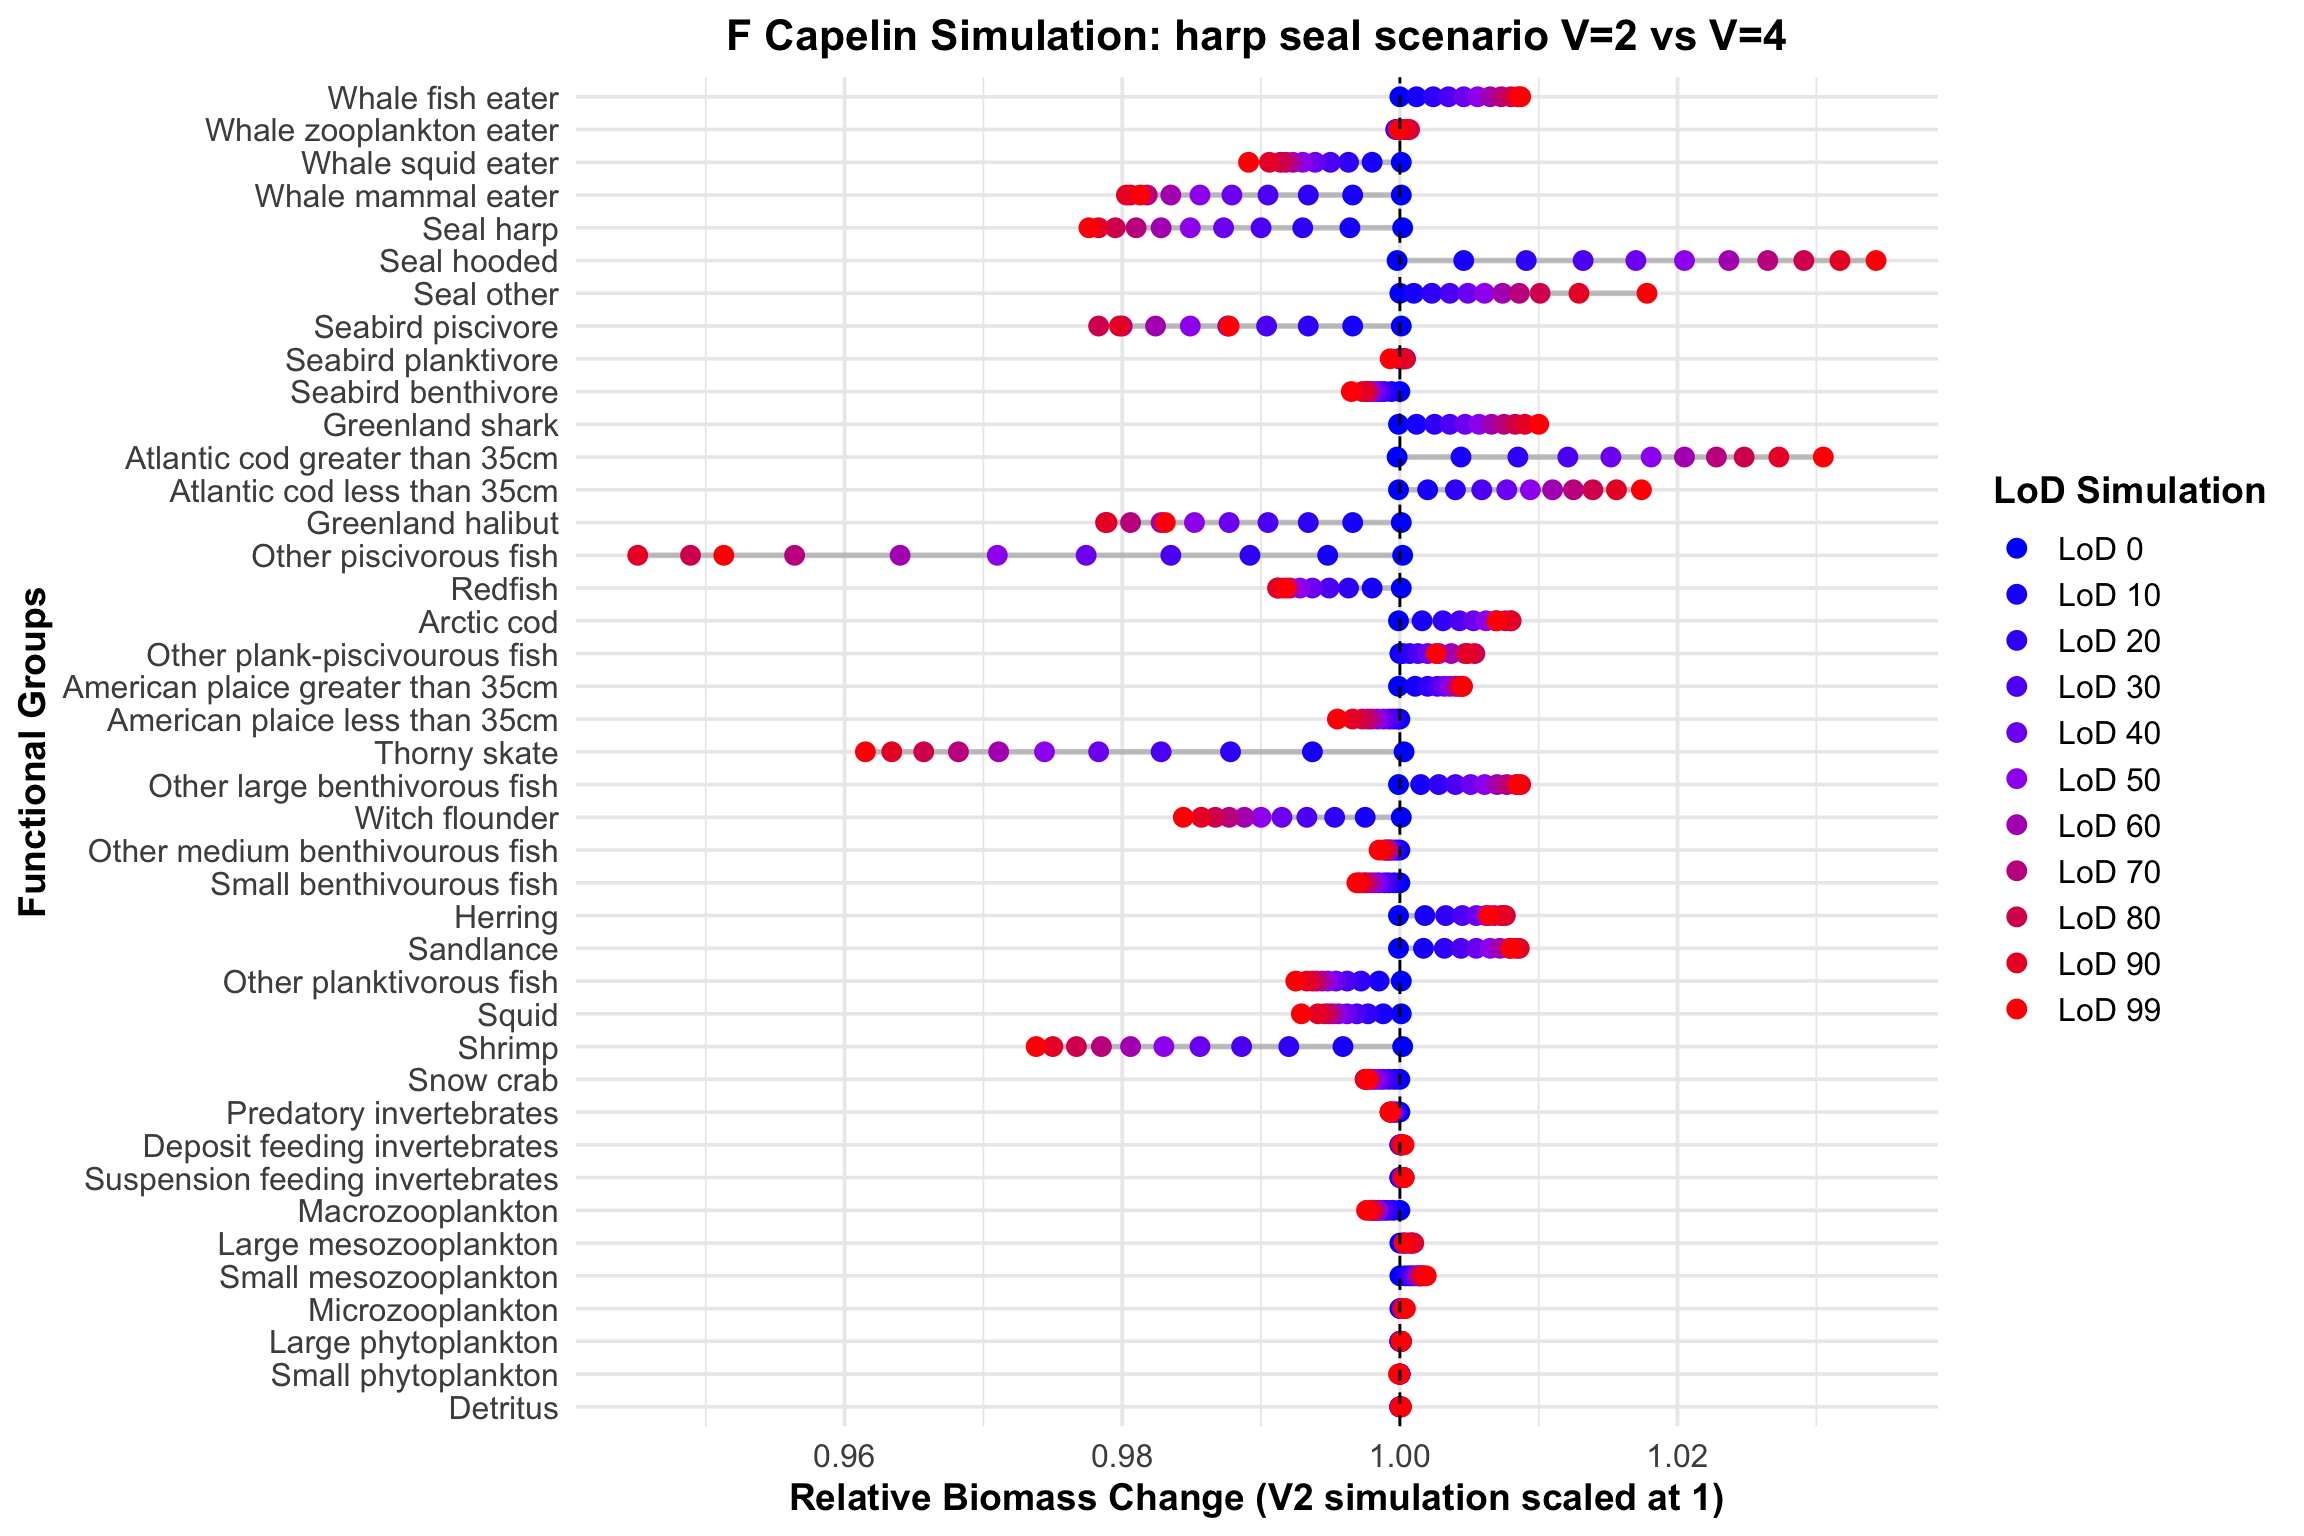 F Capelin Simulation: harp seal scenario V=2 vs V=4
Functional Groups
Whale fish eater
Whale zooplankton eater
Whale squid eater
Whale mammal eater
Seal harp
Seal hooded
Seal other
Seabird piscivore
Seabird planktivore
Seabird benthivore
Greenland shark
Atlantic cod greater than 35cm
Atlantic cod less than 35cm
Greenland halibut
Other piscivorous fish
Redfish
Arctic cod
Other plank-piscivourous fish
American plaice greater than 35cm
American plaice less than 35cm
Thorny skate
Other large benthivorous fish
Witch flounder
Other medium benthivourous fish
Small benthivourous fish
Herring
Sandlance
Other planktivorous fish
Squid
Shrimp
Snow crab
Predatory invertebrates
Deposit feeding invertebrates
Suspension feeding invertebrates
Macrozooplankton
Large mesozooplankton
Small mesozooplankton
Microzooplankton
Large phytoplankton
Small phytoplankton
Detritus
0.96 0.98 1.00 1.02
Relative Biomass Change (V2 simulation scaled at 1)
LoD Simulation
LoD 0
LoD 10
LoD 20
LoD 30
LoD 40
LoD 50
LoD 60
LoD 70
LoD 80
LoD 90
LoD 99